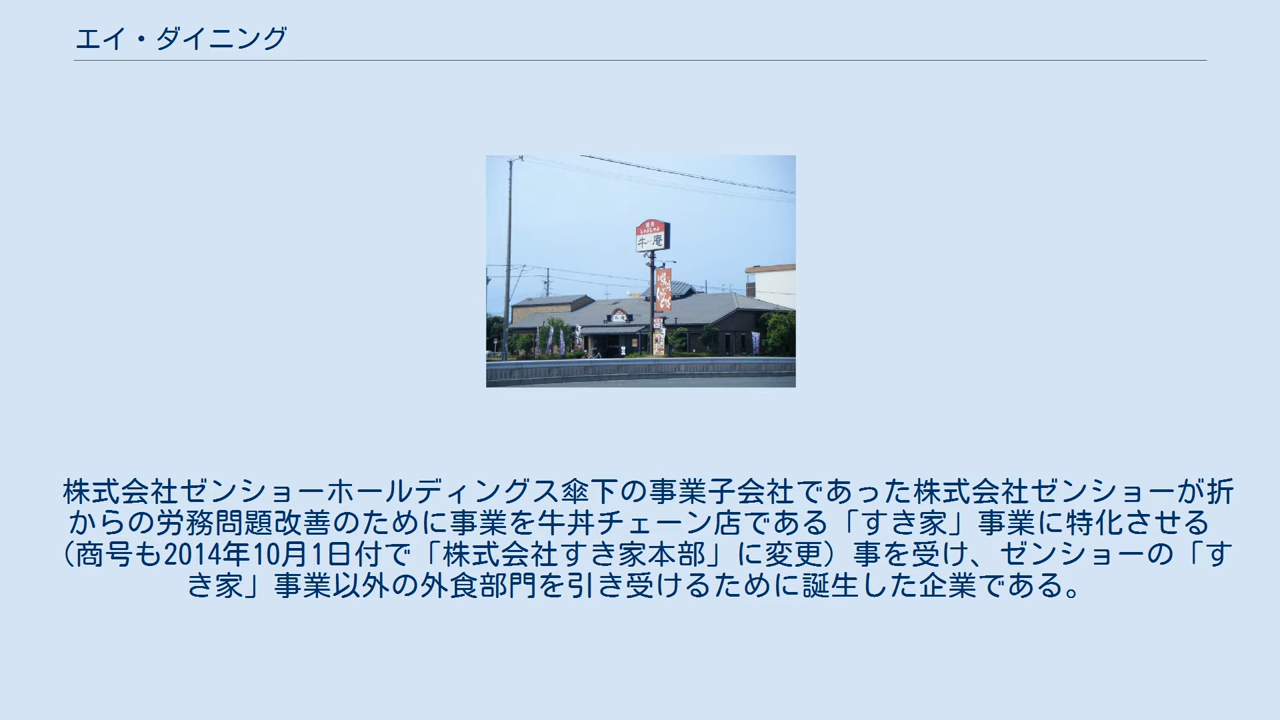 エイ・ダイニング
しゃぶしゃぶ
牛庵
株式会社ゼンショーホールディングス傘下の事業子会社であった株式会社ゼンショーが折
からの労務問題改善のために事業を牛丼チェーン店である「すき家」事業に特化させる
（商号も2014年10月1日付で「株式会社すき家本部」に変更）事を受け、ゼンショーの「す
き家」事業以外の外食部門を引き受けるために誕生した企業である。